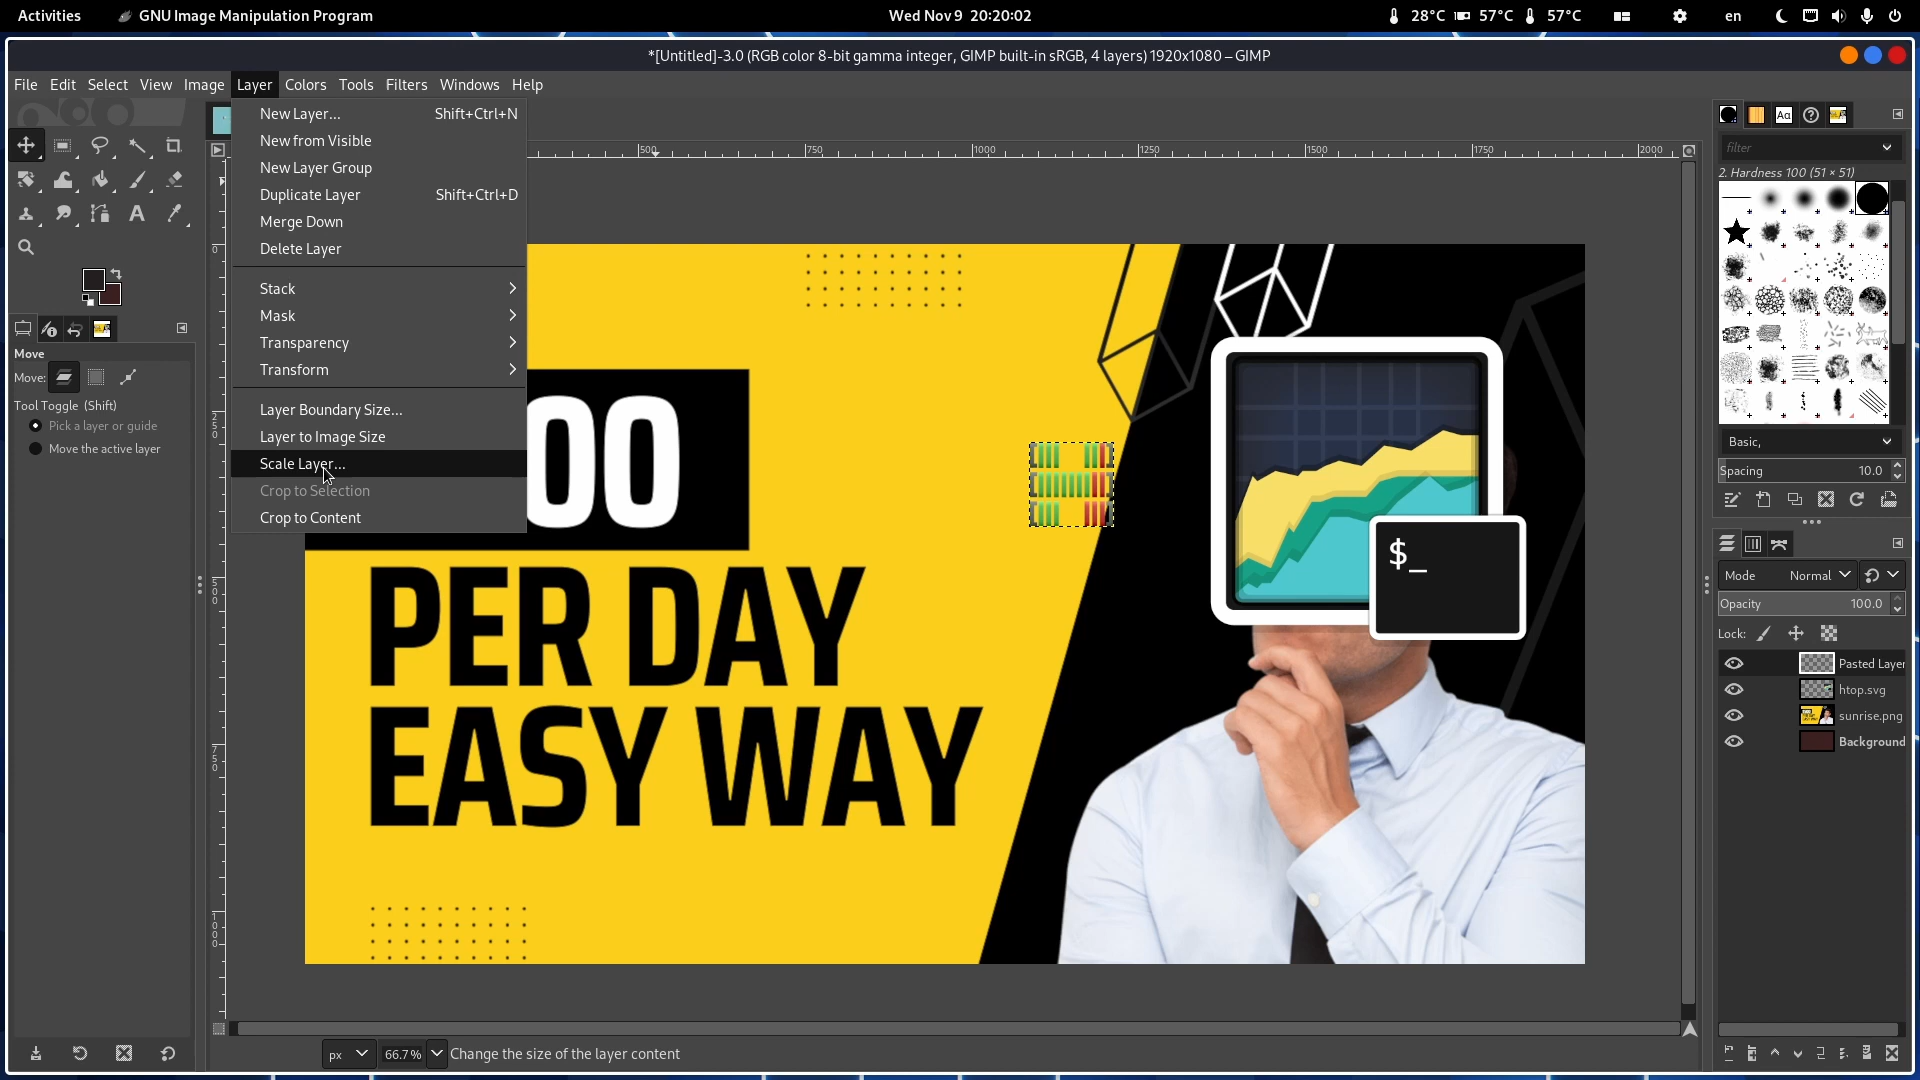 Activities
GNU Image Manipulation Program
Wed Nov 9 20:20:02
28°C
57°C
57°C
en
*[Untitled]-3.0 (RGB color 8-bit gamma integer, GIMP built-in sRGB, 4 layers) 1920x1080 – GIMP
File Edit Select View Image Layer Colors Tools Filters Windows Help
New Layer... Shift+Ctrl+N
New from Visible
New Layer Group
Duplicate Layer Shift+Ctrl+D
Merge Down
Delete Layer
Stack
Mask
Transparency
Transform
Layer Boundary Size...
Layer to Image Size
Scale Layer...
Crop to Selection
Crop to Content
500 750 1000 1250 1500 1750 2000
0
250
500
750
1000
Move
Move:
Tool Toggle (Shift)
Pick a layer or guide
Move the active layer
00
PER DAY
EASY WAY
$_
filter
2. Hardness 100 (51 × 51)
Basic,
Spacing 10.0
Mode Normal
Opacity 100.0
Lock:
Pasted Layer
htop.svg
sunrise.png
Background
px 66.7% Change the size of the layer content